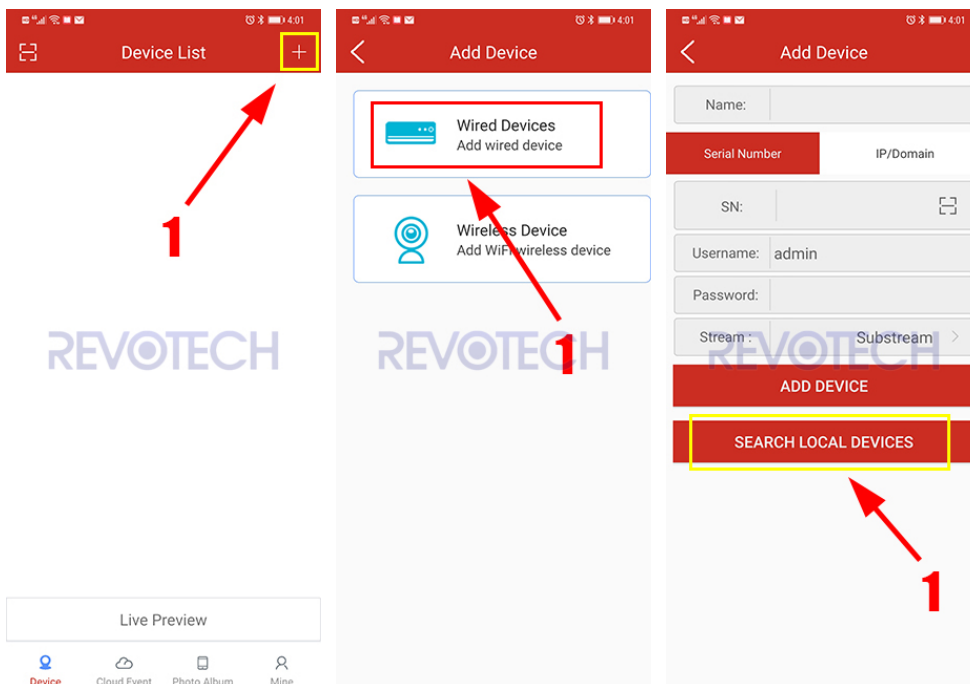 4:01
Device List
+
1
REVOTECH
Live Preview
Device
Cloud Event
Photo Album
Mine
4:01
Add Device
Wired Devices
Add wired device
Wireless Device
Add WiFi wireless device
1
REVOTECH
4:01
Add Device
Name:
Serial Number
IP/Domain
SN:
Username: admin
Password:
Stream : Substream
REVOTECH
ADD DEVICE
SEARCH LOCAL DEVICES
1